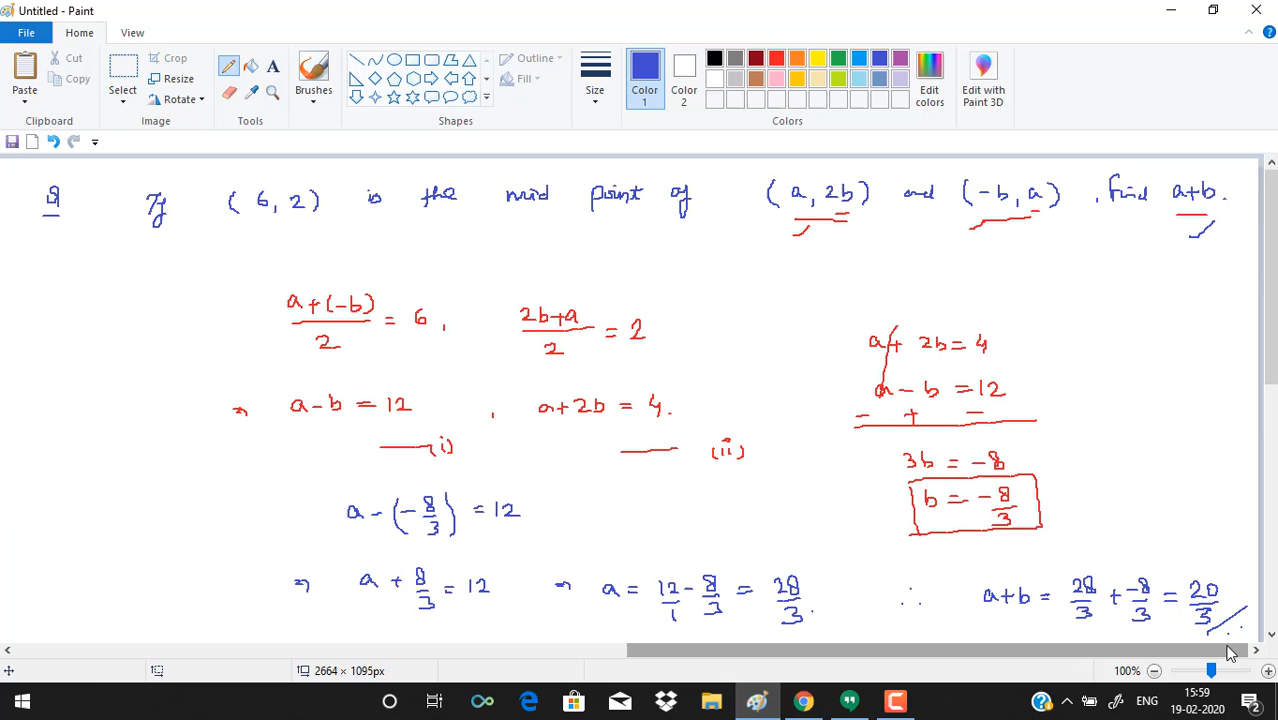 Untitled - Paint
File Home View
Paste Cut Copy Select Crop Resize Rotate Brushes Outline Fill Size Color 1 Color 2 Edit colors Edit with Paint 3D
Clipboard Image Tools Shapes Colors
Q If (6, 2) is the mid point of (a, 2b) and (-b, a), find a+b.
a+(-b)/2 = 6, 2b+a/2 = 2
a + 2b = 4
a - b = 12
⇒ a-b = 12, a+2b = 4.
- + -
(i) (ii)
3b = -8
b = -8/3
a - (-8/3) = 12
⇒ a + 8/3 = 12 ⇒ a = 12/1 - 8/3 = 28/3. ∴ a+b = 28/3 + -8/3 = 20/3
2664 × 1095px 100%
ENG 15:59
19-02-2020 2